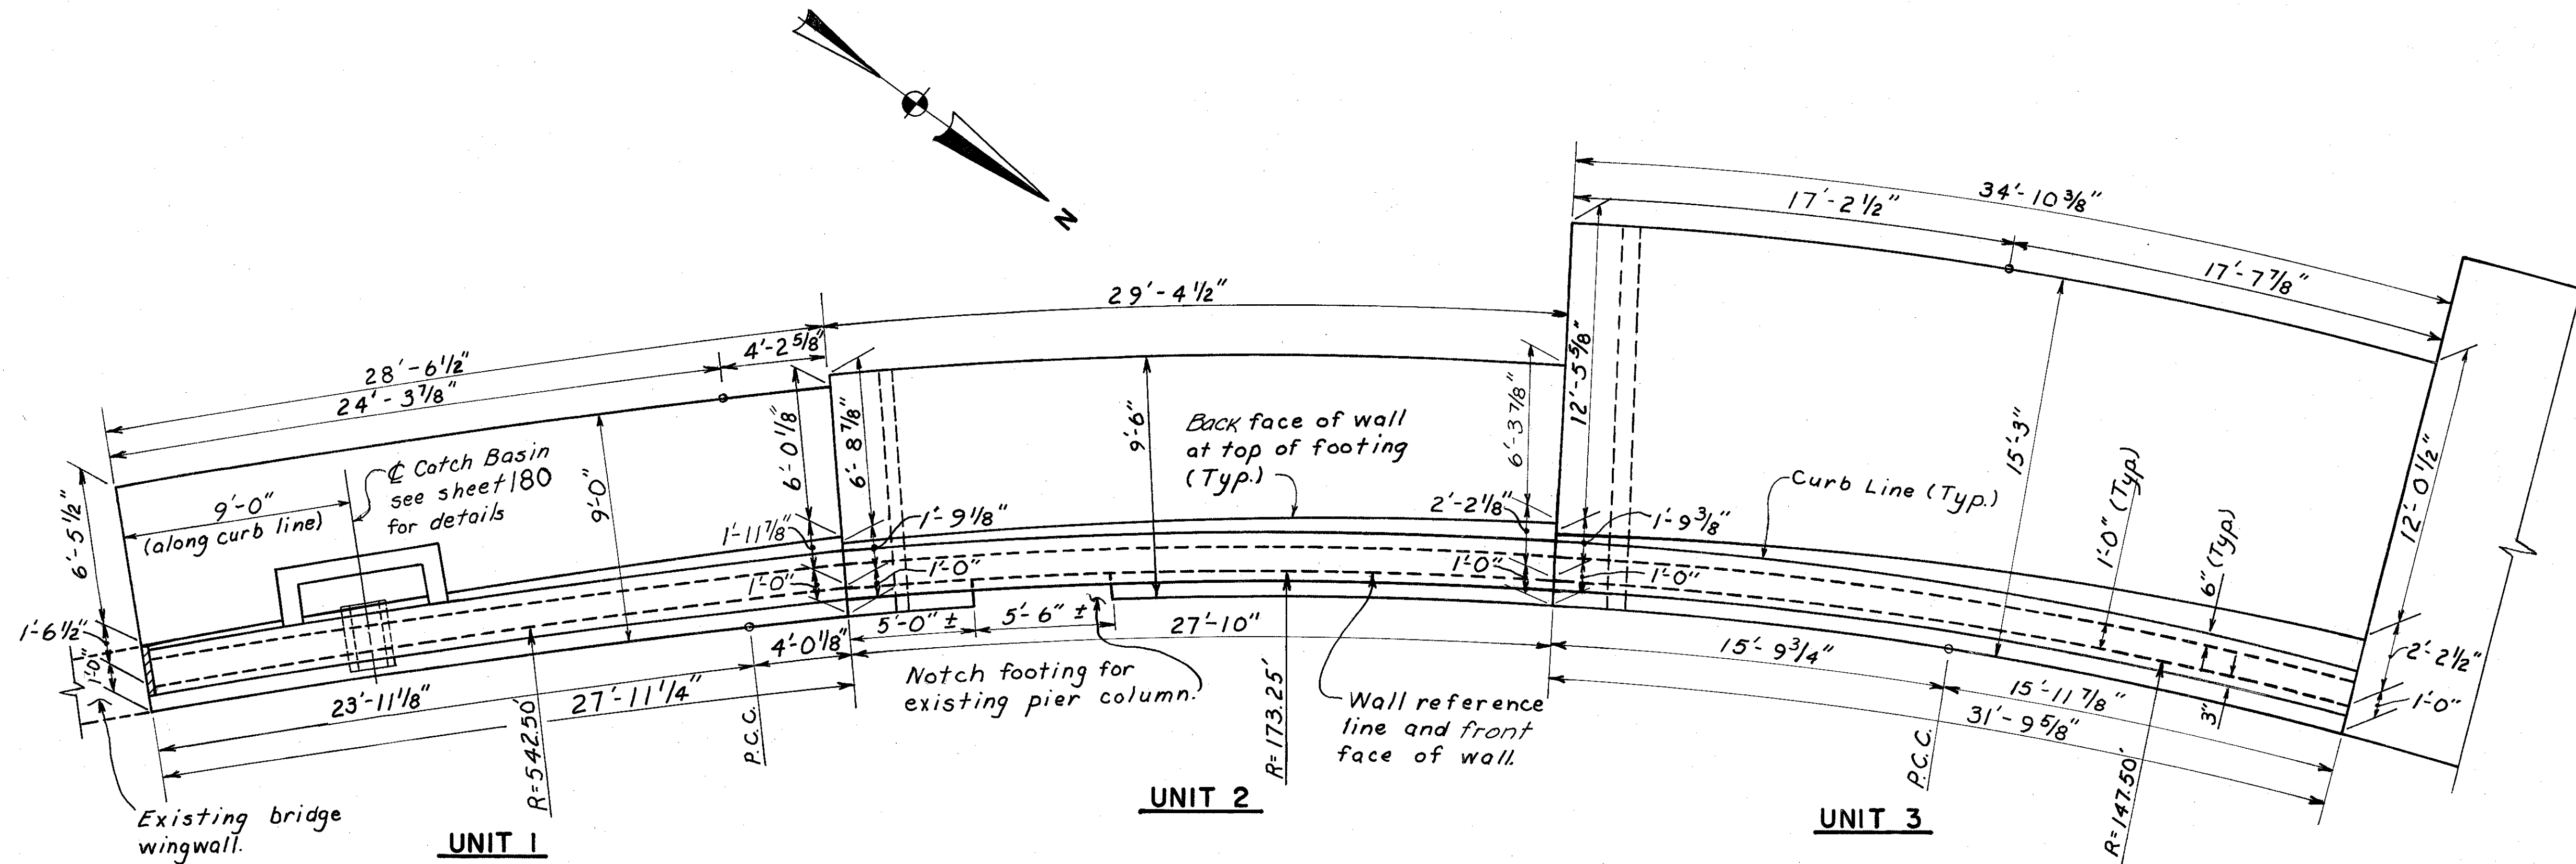 N
34'-10 3/8"
17'-2 1/2"
17'-7 7/8"
29'-4 1/2"
28'-6 1/2"
24'-3 7/8"
4'-2 5/8"
6'-0 1/8"
6'-8 7/8"
9'-6"
Back face of wall
at top of footing
(Typ.)
6'-3 7/8"
12'-5 5/8"
15'-3"
Curb Line (Typ.)
1'-0" (Typ.)
6" (Typ.)
12'-0 1/2"
6'-5 1/2"
9'-0"
(along curb line)
℄ Catch Basin
see sheet 180
for details
9'-0"
1'-11 7/8"
1'-9 1/8"
2'-2 1/8"
1'-9 3/8"
1'-6 1/2"
1'-0"
1'-0"
1'-0"
1'-0"
1'-0"
2'-2 1/2"
1'-0"
3"
5'-0" ±
5'-6" ±
4'-0 1/8"
27'-10"
23'-11 1/8"
27'-11 1/4"
15'-9 3/4"
15'-11 7/8"
31'-9 5/8"
Notch footing for
existing pier column.
Wall reference
line and front
face of wall.
R=542.50'
P.C.C.
R=173.25'
P.C.C.
R=147.50'
Existing bridge
wingwall.
UNIT 1
UNIT 2
UNIT 3